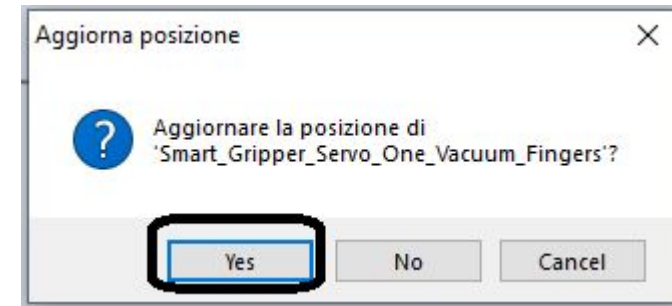 Aggiorna posizione
Aggiornare la posizione di
'Smart_Gripper_Servo_One_Vacuum_Fingers'?
Yes
No
Cancel